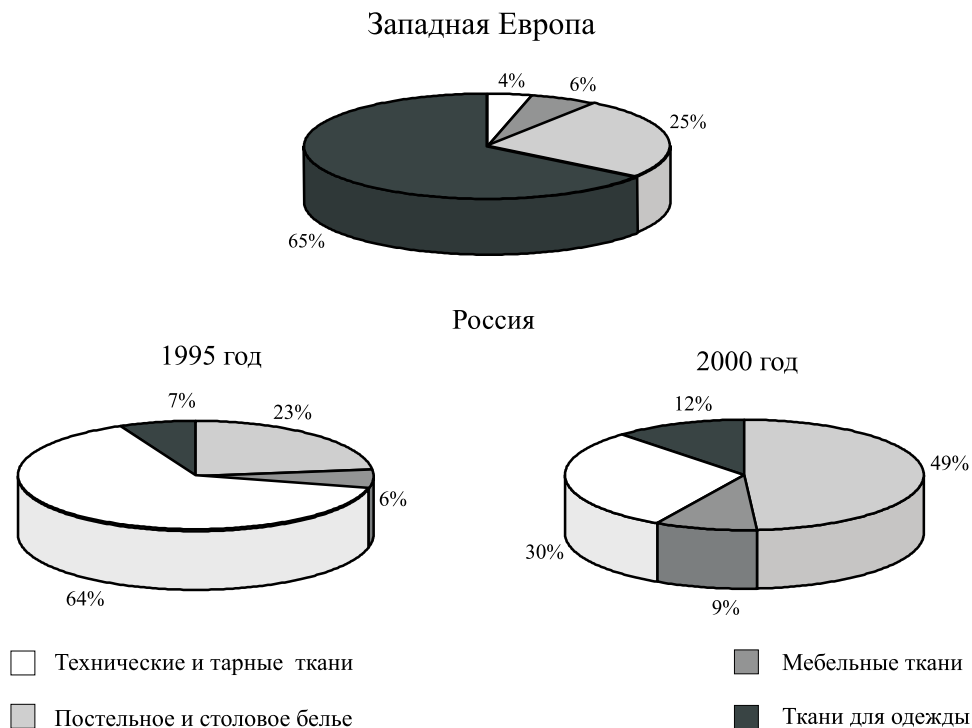 Западная Европа
4%
6%
25%
65%
Россия
1995 год
2000 год
7%
23%
6%
64%
12%
49%
30%
9%
Технические и тарные ткани
Мебельные ткани
Постельное и столовое белье
Ткани для одежды